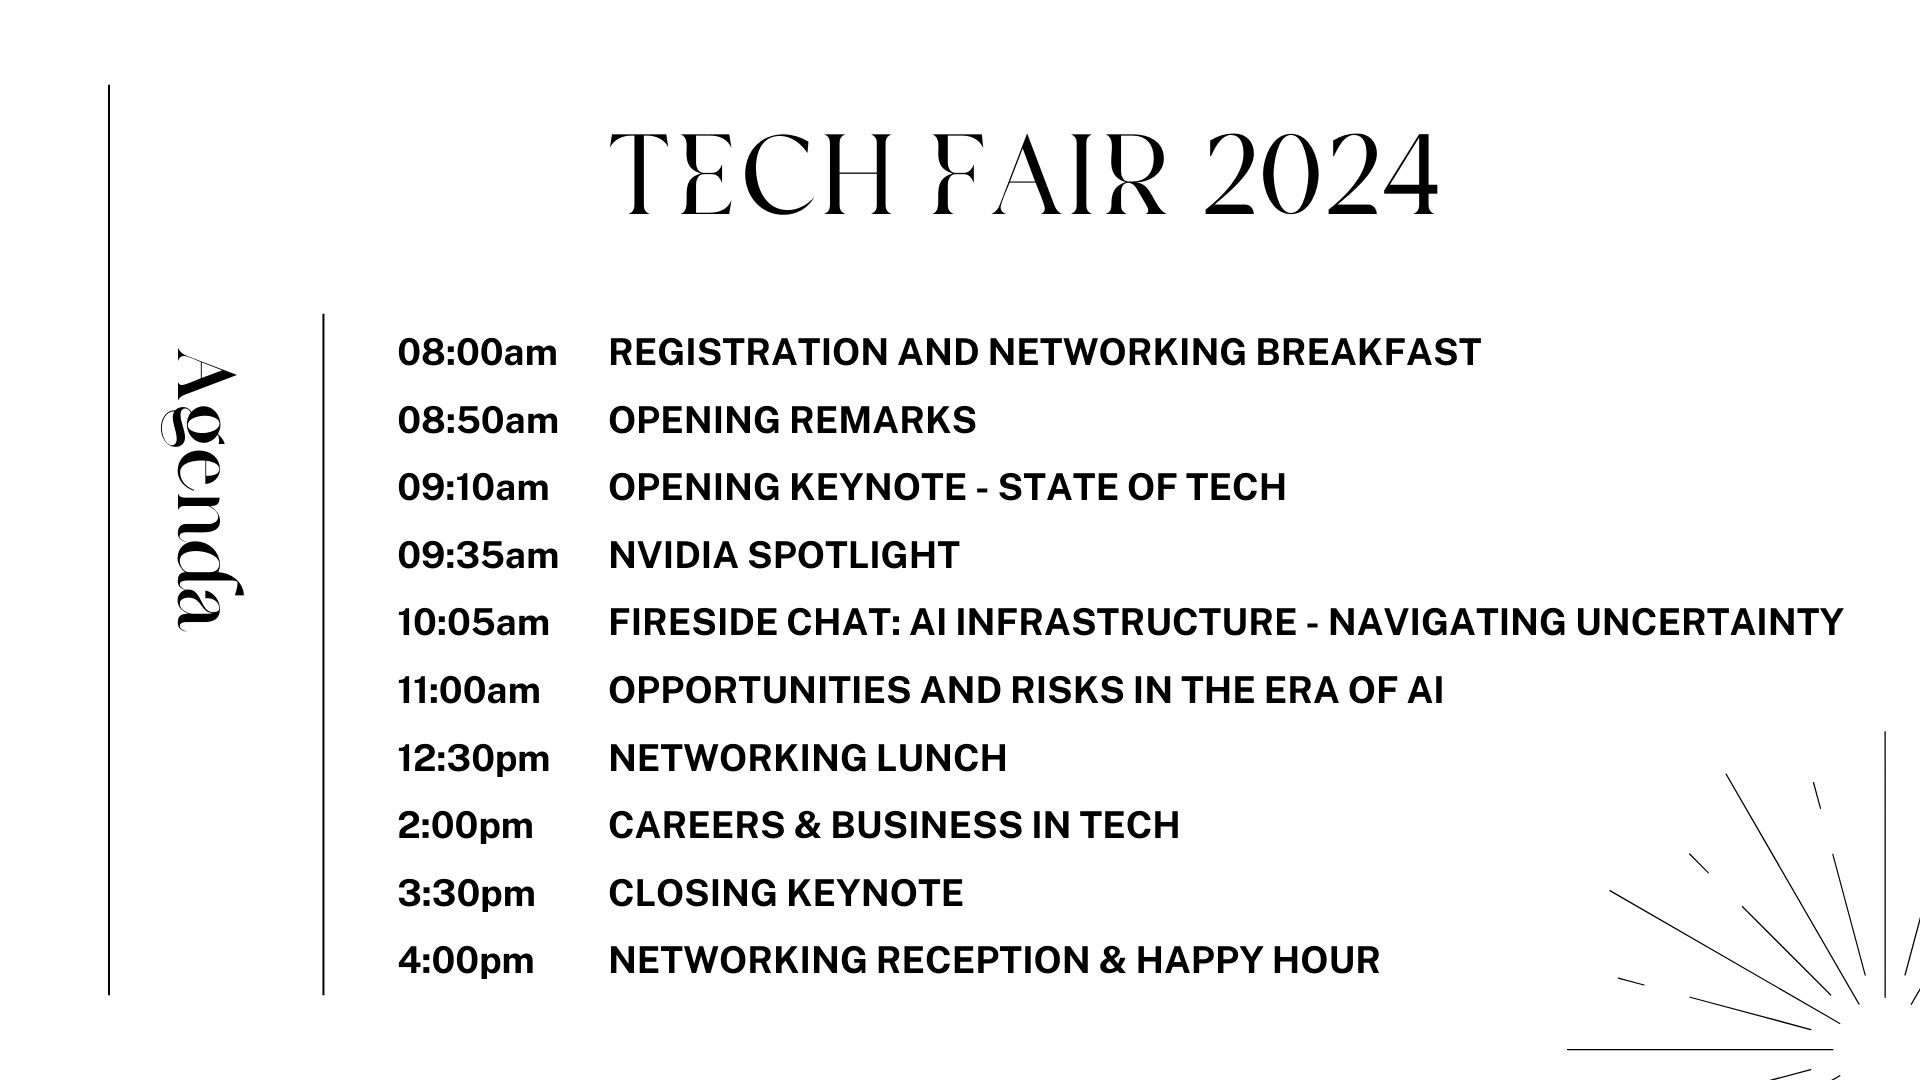 TECH FAIR 2024
Agenda
08:00am REGISTRATION AND NETWORKING BREAKFAST
08:50am OPENING REMARKS
09:10am OPENING KEYNOTE - STATE OF TECH
09:35am NVIDIA SPOTLIGHT
10:05am FIRESIDE CHAT: AI INFRASTRUCTURE - NAVIGATING UNCERTAINTY
11:00am OPPORTUNITIES AND RISKS IN THE ERA OF AI
12:30pm NETWORKING LUNCH
2:00pm CAREERS & BUSINESS IN TECH
3:30pm CLOSING KEYNOTE
4:00pm NETWORKING RECEPTION & HAPPY HOUR